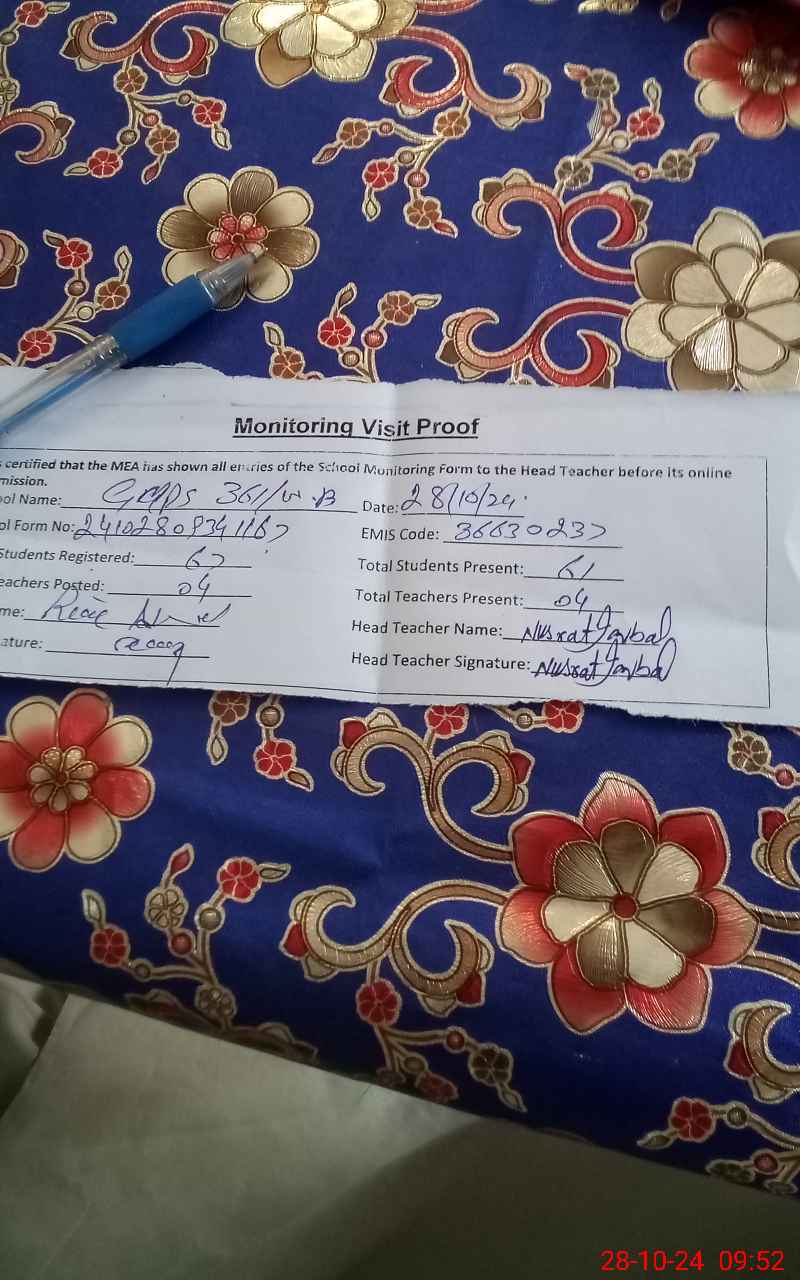 Monitoring Visit Proof
certified that the MEA has shown all entries of the School Monitoring Form to the Head Teacher before its online
mission.
ol Name: GMPS 361/W.B Date: 28/10/24.
ol Form No: EMIS Code: 36630237
Students Registered: 67 Total Students Present: 61
eachers Posted: 04 Total Teachers Present: 04
me: Head Teacher Name: Nusrat Iqbal
ature: Head Teacher Signature: Nusrat Iqbal
28-10-24 09:52